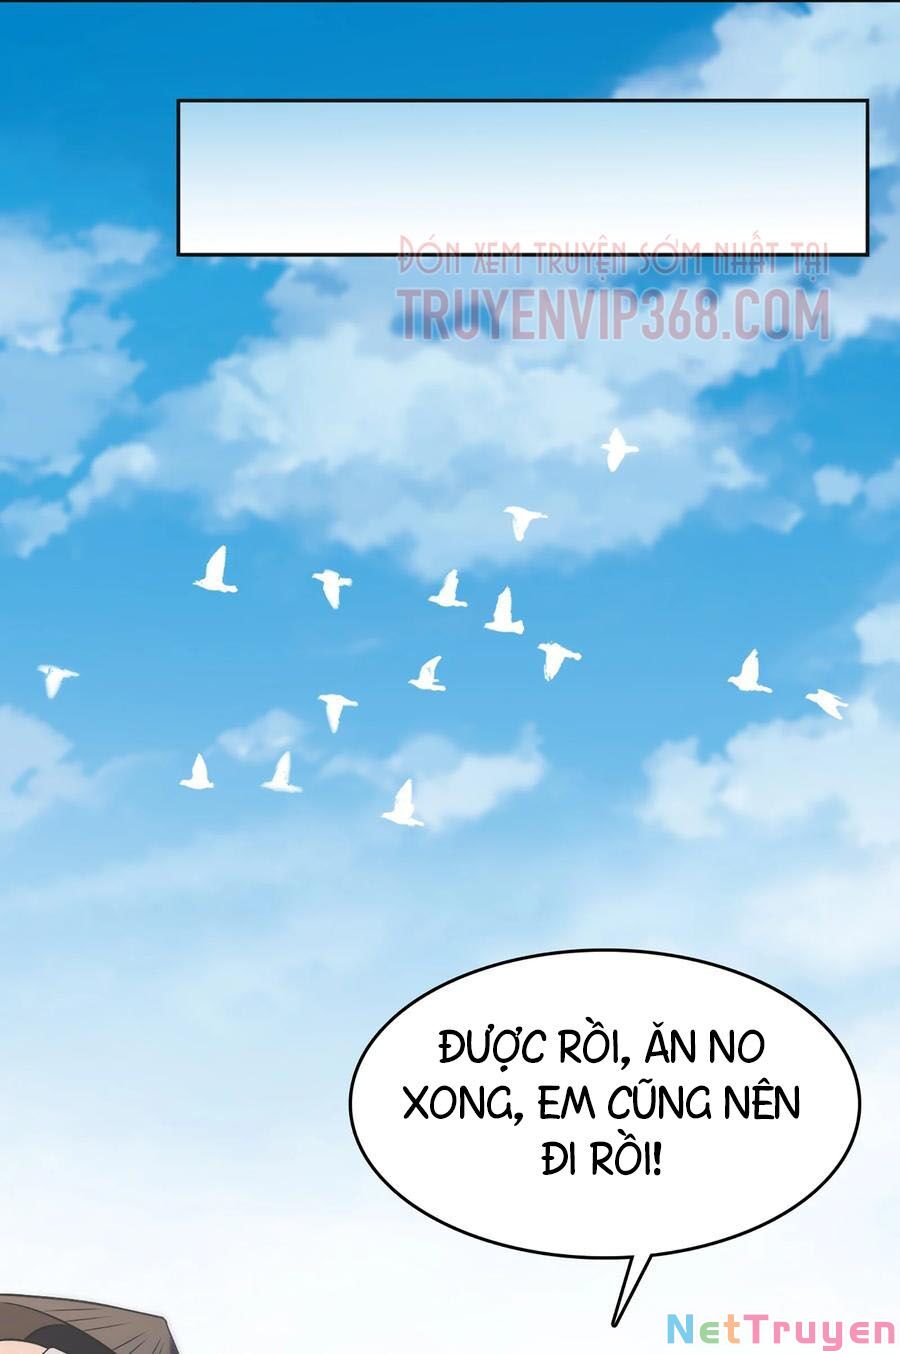 ĐÓN XEM TRUYỆN SỚM NHẤT TẠI
TRUYENVIP368.COM
ĐƯỢC RỒI, ĂN NO
XONG, EM CŨNG NÊN
ĐI RỒI!
NetTruyen